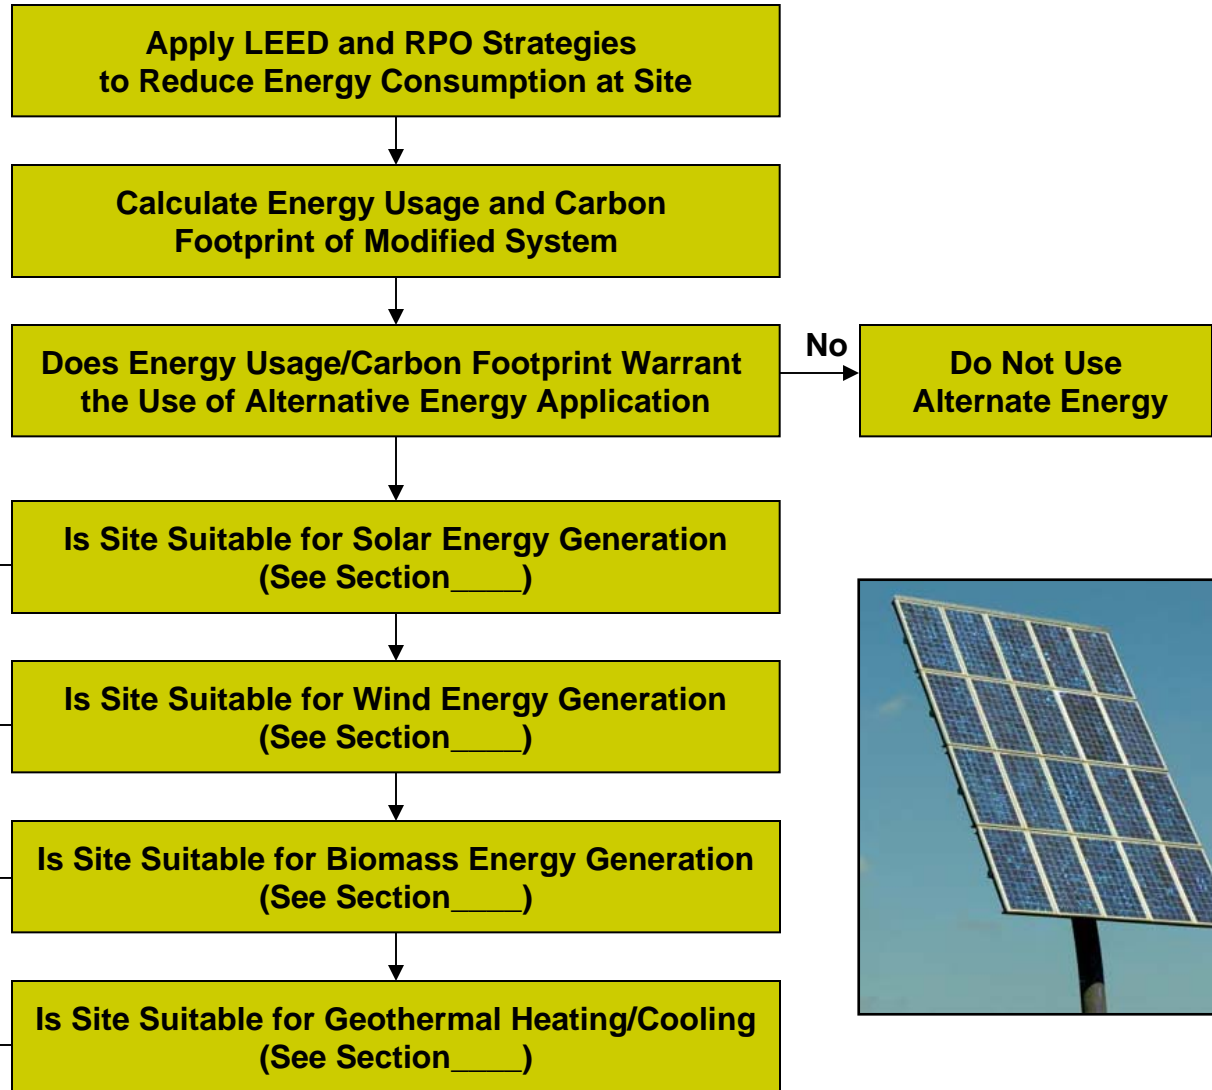 Apply LEED and RPO Strategies
to Reduce Energy Consumption at Site
Calculate Energy Usage and Carbon
Footprint of Modified System
Does Energy Usage/Carbon Footprint Warrant
the Use of Alternative Energy Application
No
Do Not Use
Alternate Energy
Is Site Suitable for Solar Energy Generation
(See Section____)
Is Site Suitable for Wind Energy Generation
(See Section____)
Is Site Suitable for Biomass Energy Generation
(See Section____)
Is Site Suitable for Geothermal Heating/Cooling
(See Section____)